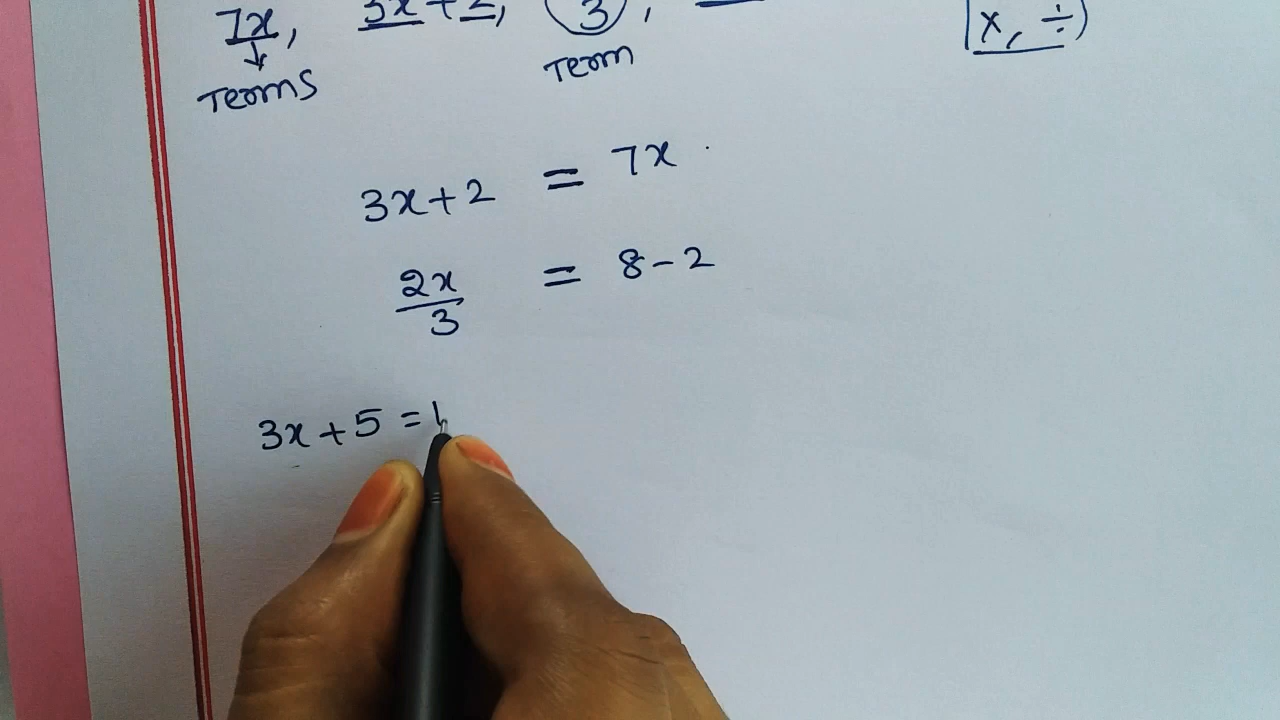 7x, 3x+2, 3, x, ÷)
Terms Term
3x+2 = 7x
2x/3 = 8-2
3x+5 =